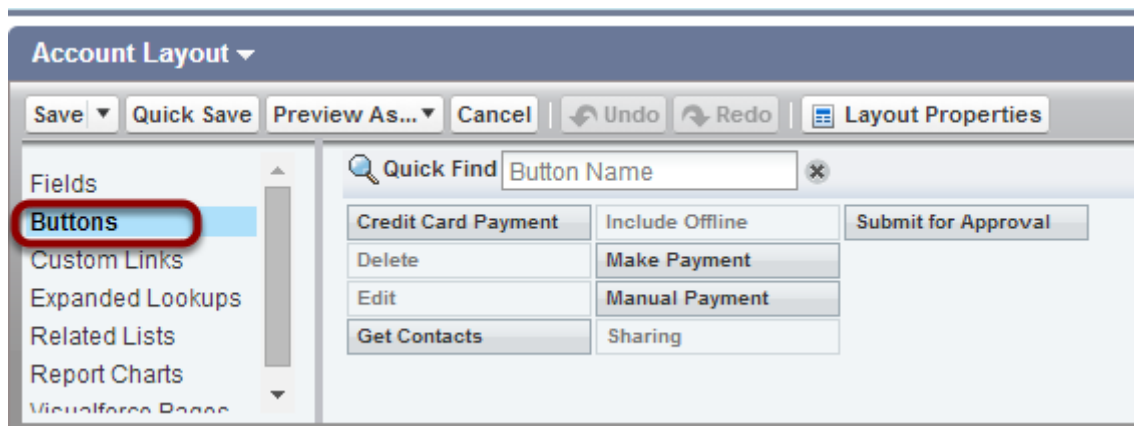 Account Layout
Save Quick Save Preview As... Cancel Undo Redo Layout Properties
Fields
Buttons
Custom Links
Expanded Lookups
Related Lists
Report Charts
Visualforce Pages
Quick Find Button Name
Credit Card Payment Include Offline Submit for Approval
Delete Make Payment
Edit Manual Payment
Get Contacts Sharing